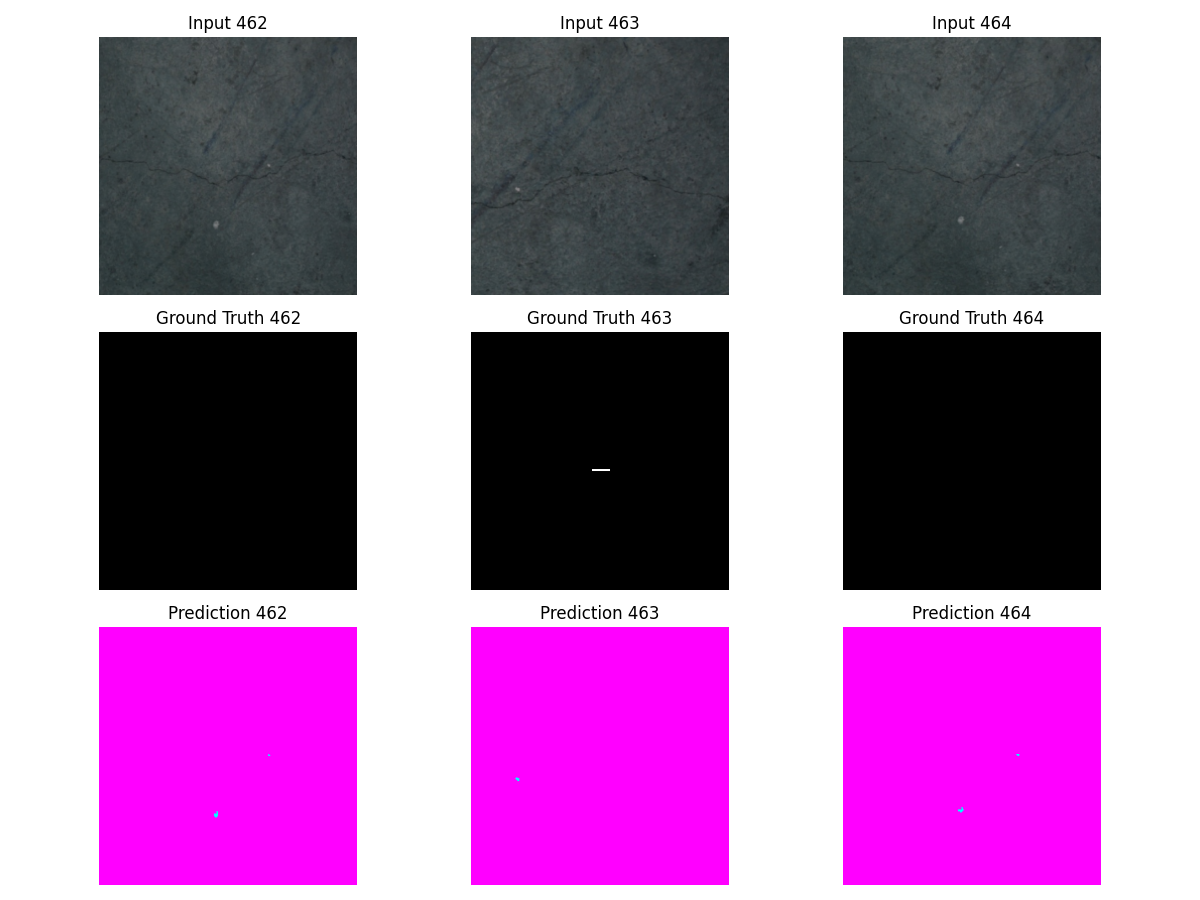 Input 462
Input 463
Input 464
Ground Truth 462
Ground Truth 463
Ground Truth 464
Prediction 462
Prediction 463
Prediction 464